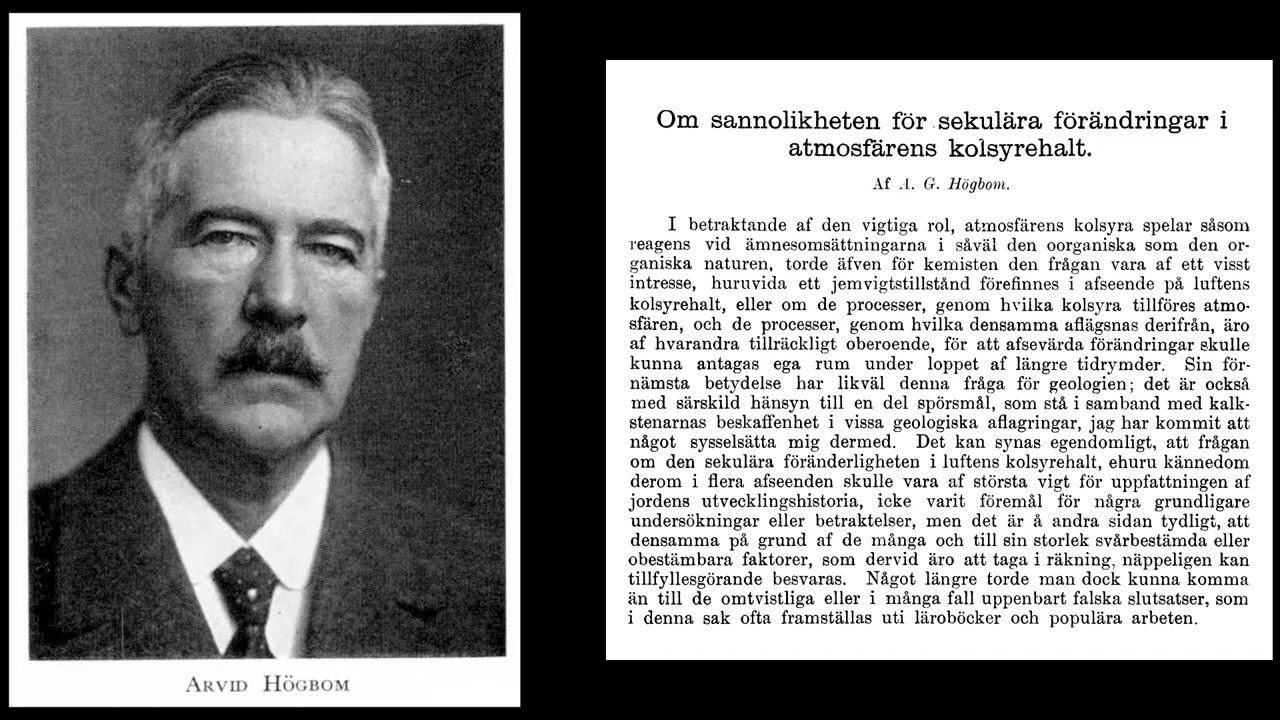 ARVID HÖGBOM
Om sannolikheten för sekulära förändringar i
atmosfärens kolsyrehalt.
Af A. G. Högbom.
I betraktande af den vigtiga rol, atmosfärens kolsyra spelar såsom
reagens vid ämnesomsättningarna i såväl den oorganiska som den or-
ganiska naturen, torde äfven för kemisten den frågan vara af ett visst
intresse, huruvida ett jemvigtstillstånd förefinnes i afseende på luftens
kolsyrehalt, eller om de processer, genom hvilka kolsyra tillföres atmo-
sfären, och de processer, genom hvilka densamma aflägsnas derifrån, äro
af hvarandra tillräckligt oberoende, för att afsevärda förändringar skulle
kunna antagas ega rum under loppet af längre tidrymder. Sin för-
nämsta betydelse har likväl denna fråga för geologien; det är också
med särskild hänsyn till en del spörsmål, som stå i samband med kalk-
stenarnas beskaffenhet i vissa geologiska aflagringar, jag har kommit att
något sysselsätta mig dermed. Det kan synas egendomligt, att frågan
om den sekulära föränderligheten i luftens kolsyrehalt, ehuru kännedom
derom i flera afseenden skulle vara af största vigt för uppfattningen af
jordens utvecklingshistoria, icke varit föremål för några grundligare
undersökningar eller betraktelser, men det är å andra sidan tydligt, att
densamma på grund af de många och till sin storlek svårbestämda eller
obestämbara faktorer, som dervid äro att taga i räkning, näppeligen kan
tillfyllesgörande besvaras. Något längre torde man dock kunna komma
än till de omtvistliga eller i många fall uppenbart falska slutsatser, som
i denna sak ofta framställas uti läroböcker och populära arbeten.